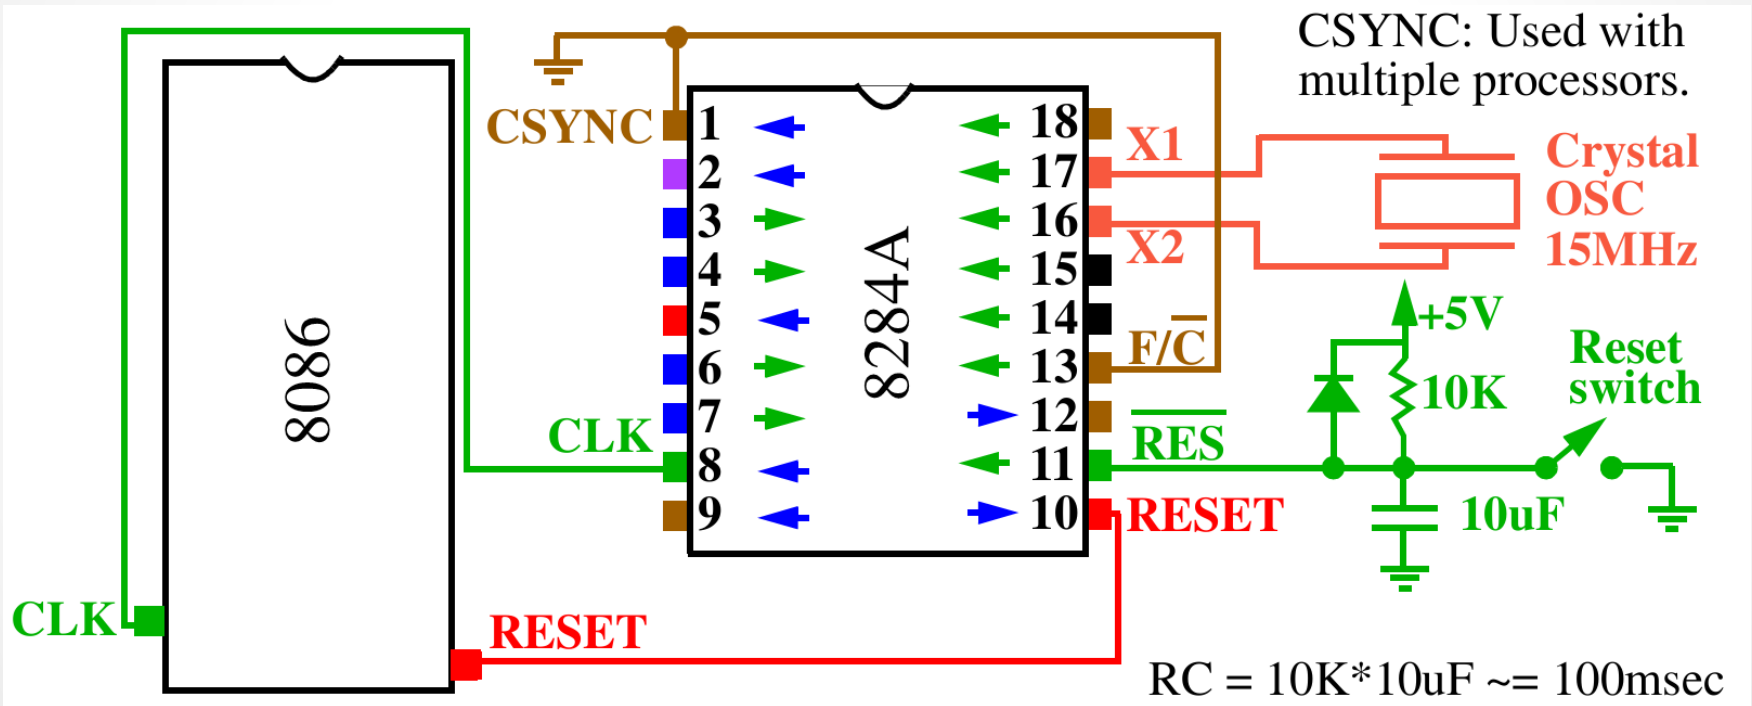 CSYNC: Used with
multiple processors.
8086
CLK
RESET
CLK
CSYNC
8284A
1
2
3
4
5
6
7
8
9
18
17
16
15
14
13
12
11
10
X1
X2
F/C̅
R̅E̅S̅
RESET
Crystal
OSC
15MHz
+5V
10K
Reset
switch
10uF
RC = 10K*10uF ~= 100msec